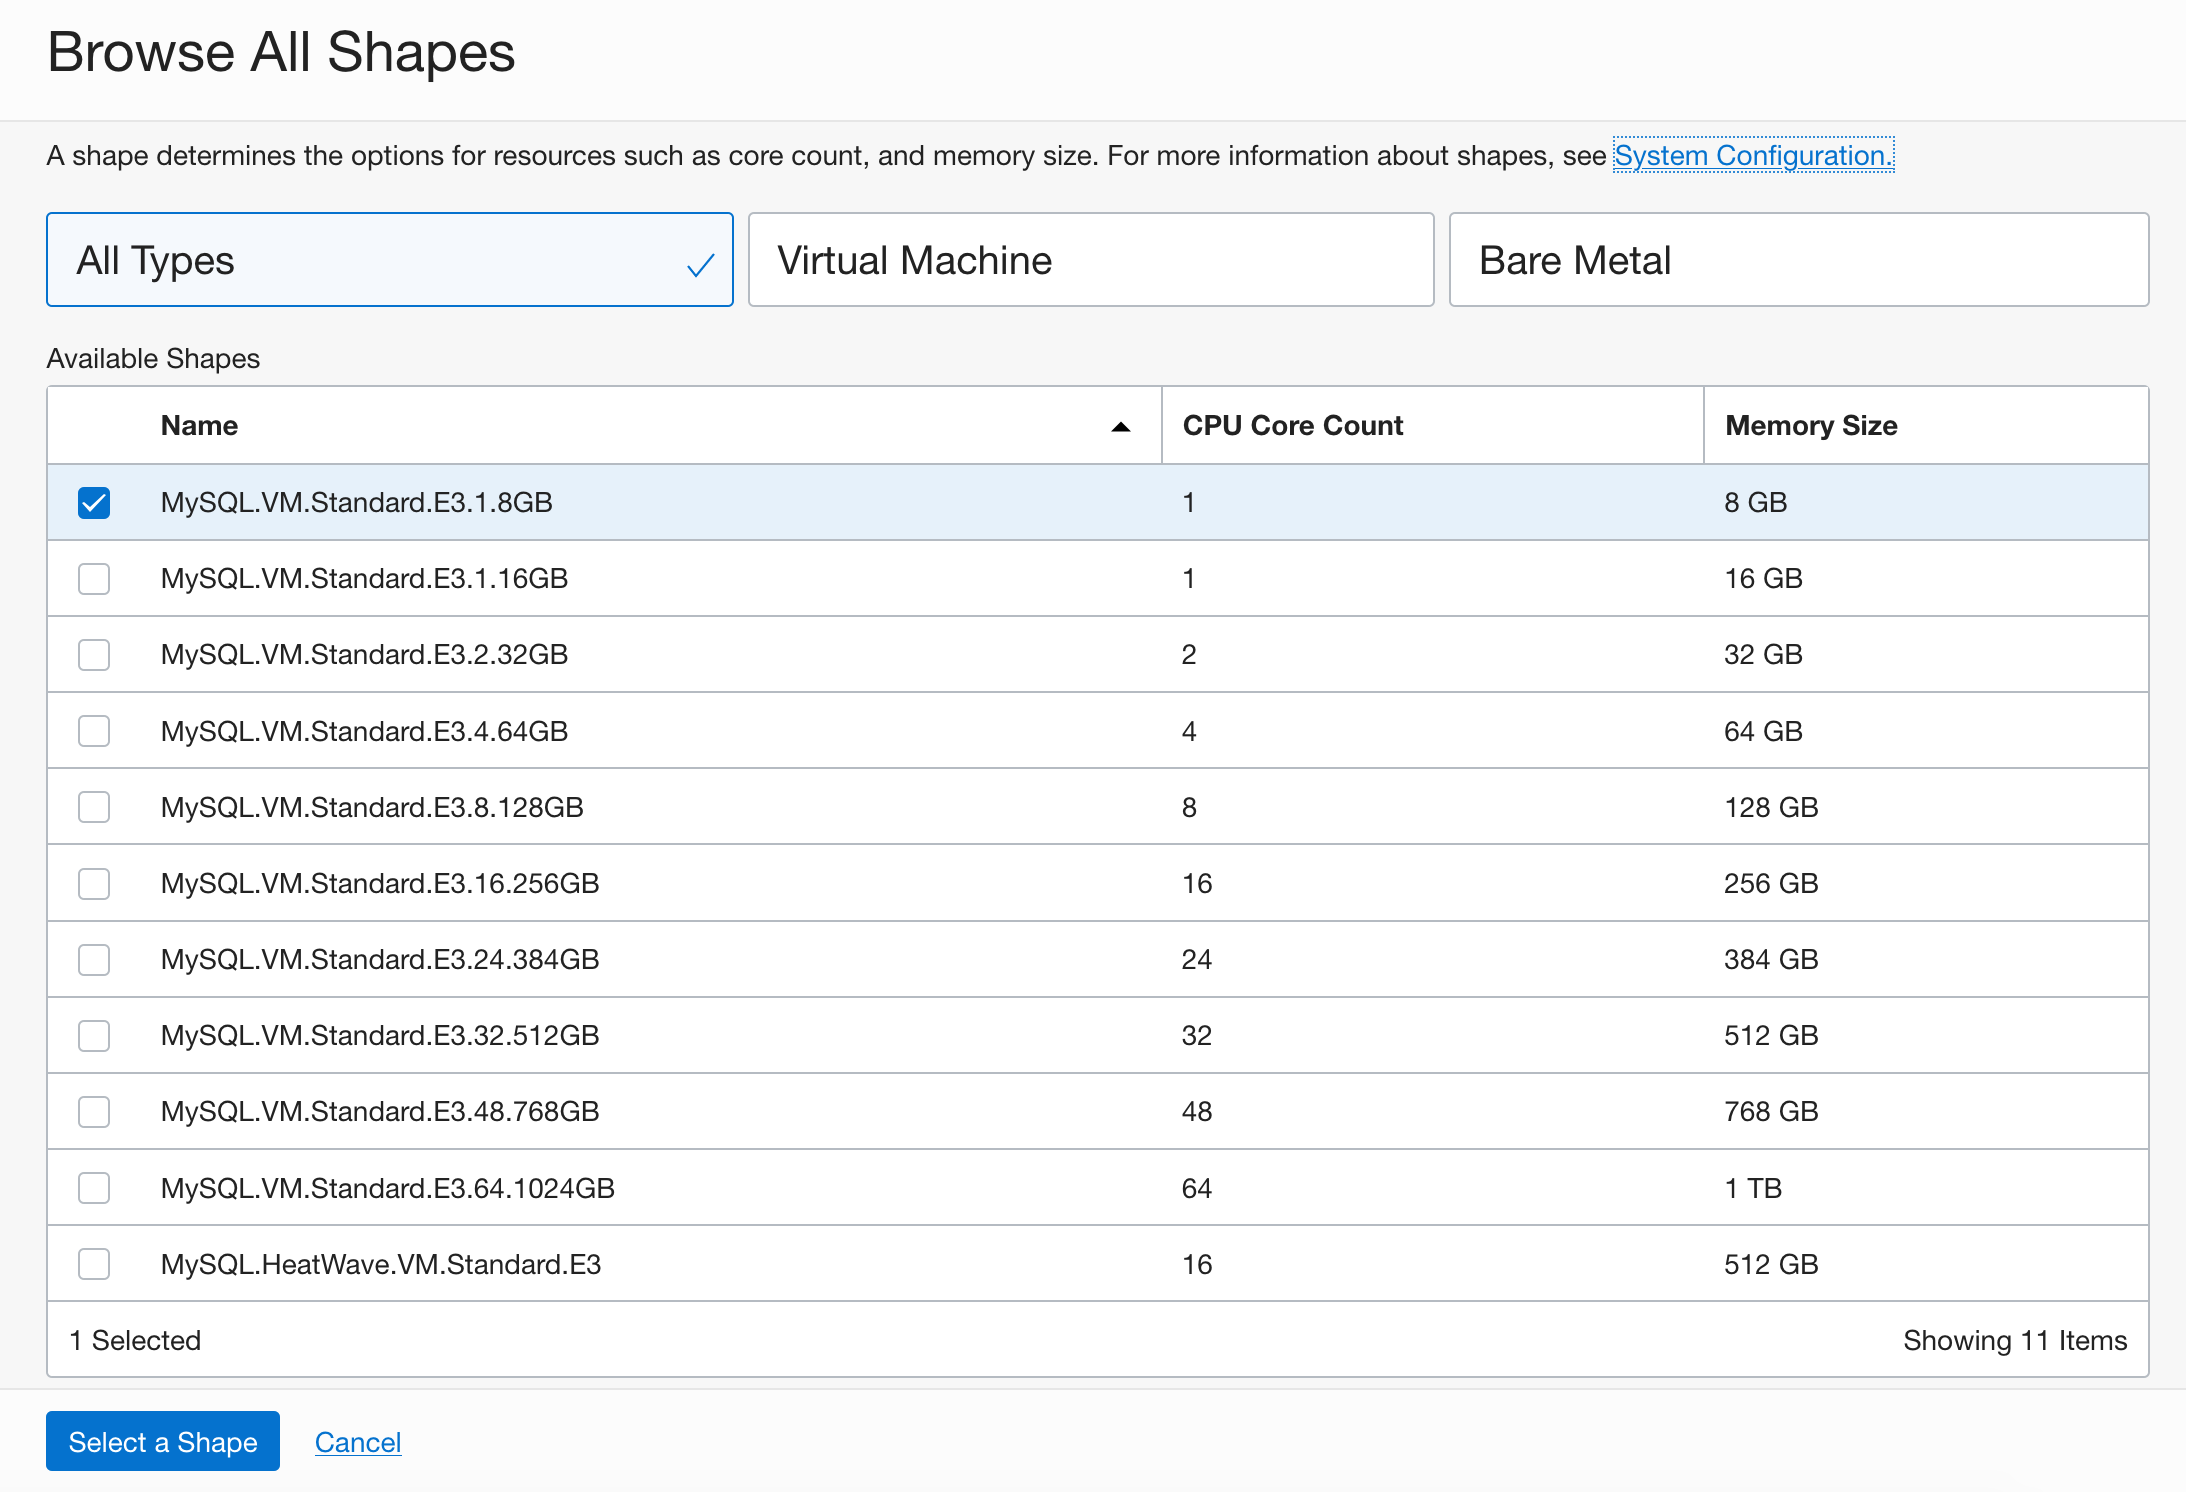 Browse All Shapes
A shape determines the options for resources such as core count, and memory size. For more information about shapes, see System Configuration.
All Types
Virtual Machine
Bare Metal
Available Shapes
Name CPU Core Count Memory Size
MySQL.VM.Standard.E3.1.8GB 1 8 GB
MySQL.VM.Standard.E3.1.16GB 1 16 GB
MySQL.VM.Standard.E3.2.32GB 2 32 GB
MySQL.VM.Standard.E3.4.64GB 4 64 GB
MySQL.VM.Standard.E3.8.128GB 8 128 GB
MySQL.VM.Standard.E3.16.256GB 16 256 GB
MySQL.VM.Standard.E3.24.384GB 24 384 GB
MySQL.VM.Standard.E3.32.512GB 32 512 GB
MySQL.VM.Standard.E3.48.768GB 48 768 GB
MySQL.VM.Standard.E3.64.1024GB 64 1 TB
MySQL.HeatWave.VM.Standard.E3 16 512 GB
1 Selected Showing 11 Items
Select a Shape Cancel